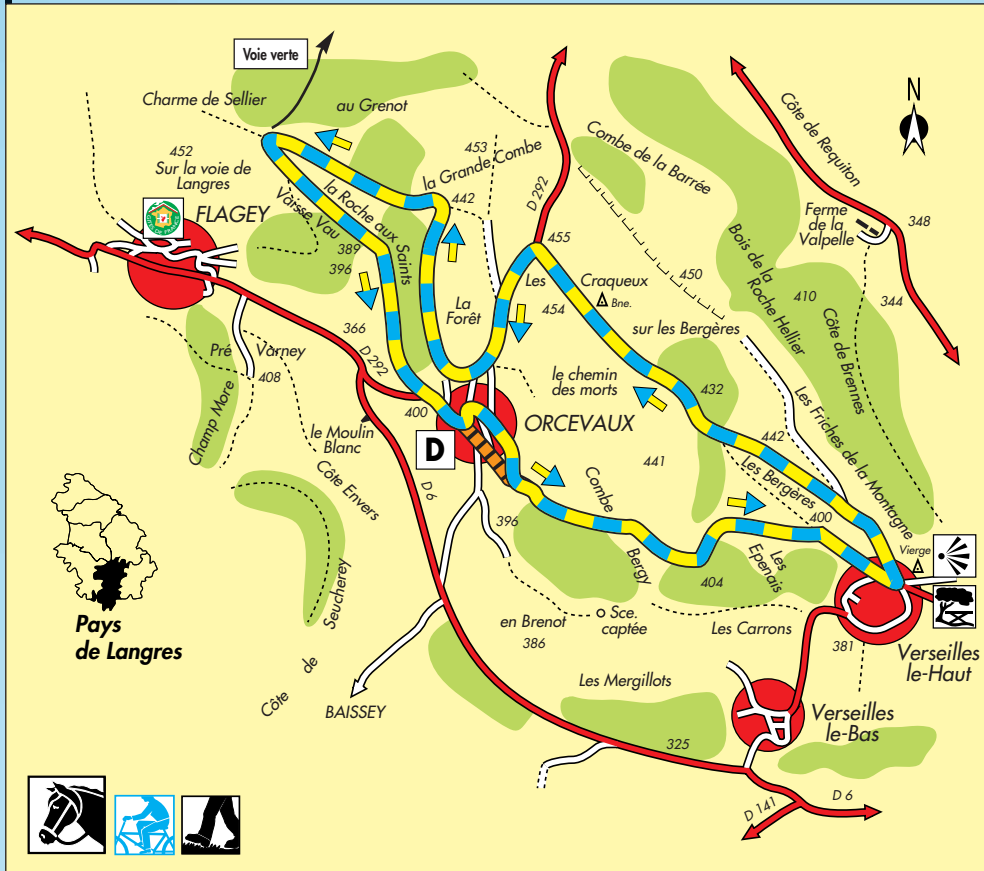 Voie verte
N
Charme de Sellier
au Grenot
Côte de Requilon
452
Sur la voie de
Langres
453
la Grande Combe
Combe de la Barrée
442
D 292
FLAGEY
Vaisse Vau
la Roche aux Saints
389
396
Ferme
de la
Valpelle
348
455
Les Craqueux
Bne.
454
450
Bois de la
Roche Hellier
410
344
Côte de Brennes
La
Forêt
sur les Bergères
366
D 292
Pré Varney
408
Champ More
le chemin
des morts
432
400
ORCEVAUX
D
le Moulin
Blanc
442
Les Friches de la Montagne
441
Les Bergères
Côte Envers
D 6
396
Combe Bergy
400
Vierge
404
Les
Epenais
Côte de Seucherey
Pays
de Langres
en Brenot
386
Sce.
captée
Les Carrons
381
Verseilles
le-Haut
BAISSEY
Les Mergillots
Verseilles
le-Bas
325
D 141
D 6